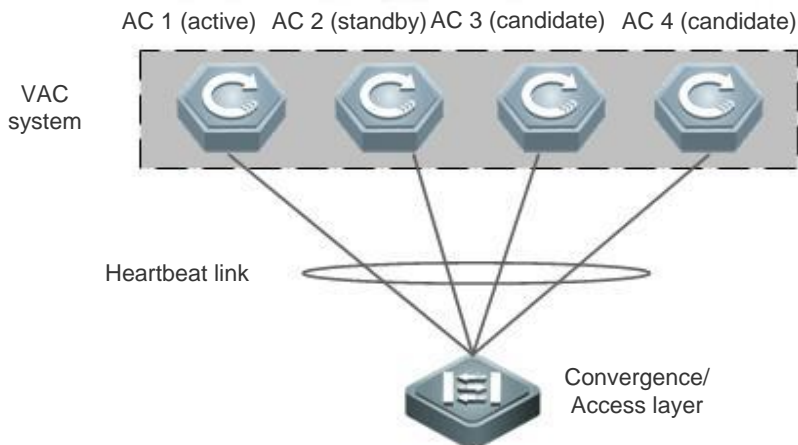 AC 1 (active) AC 2 (standby) AC 3 (candidate) AC 4 (candidate)
VAC
system
Heartbeat link
Convergence/
Access layer